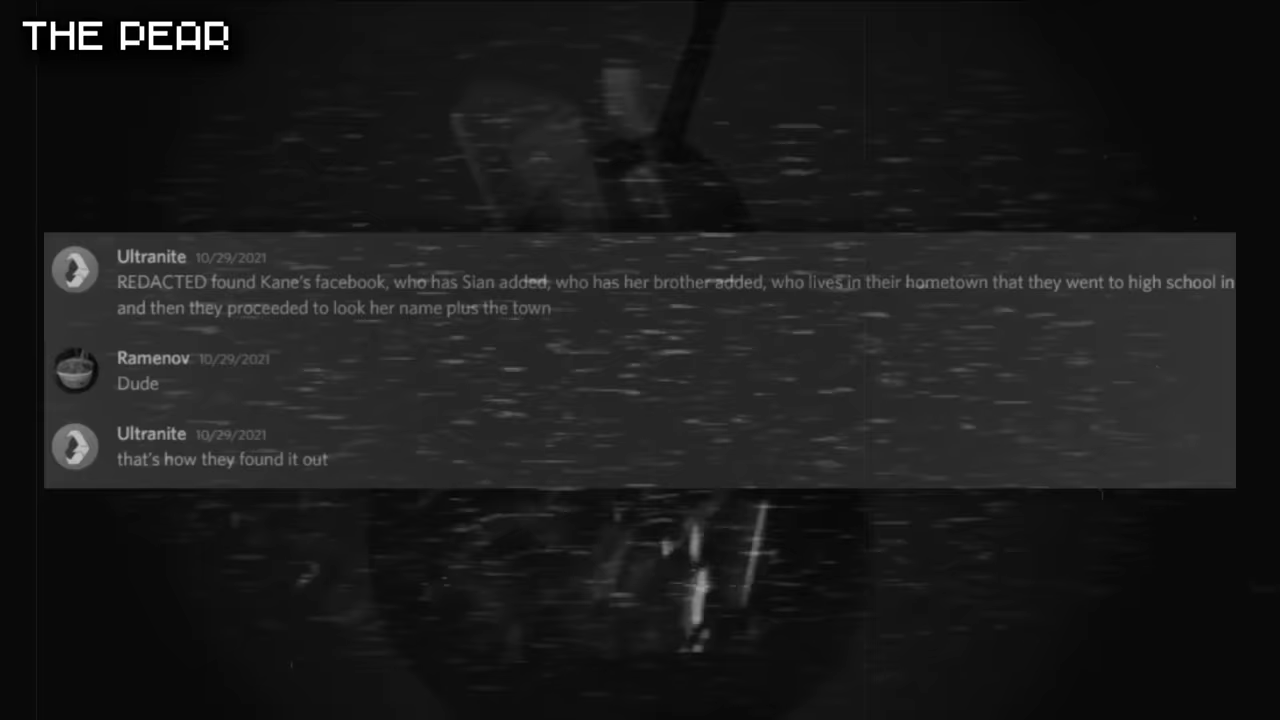 THE PEAR
Ultranite 10/29/2021
REDACTED found Kane's facebook, who has Sian added, who has her brother added, who lives in their hometown that they went to high school in
and then they proceeded to look her name plus the town
Ramenov 10/29/2021
Dude
Ultranite 10/29/2021
that's how they found it out